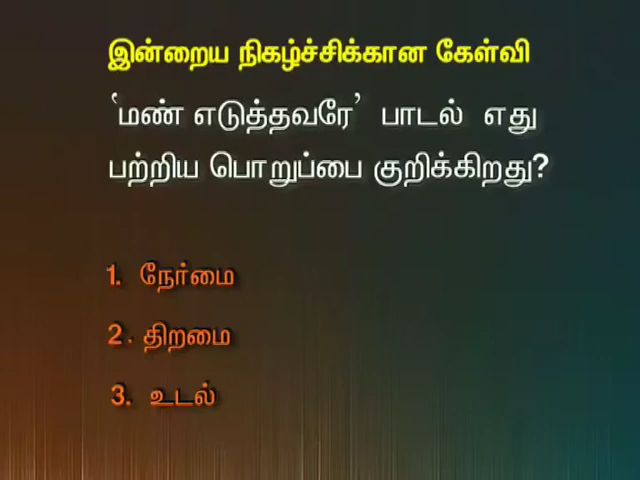 இன்றைய நிகழ்ச்சிக்கான கேள்வி
‘மண் எடுத்தவரே’ பாடல் எது
பற்றிய பொறுப்பை குறிக்கிறது?
1. நேர்மை
2. திறமை
3. உடல்